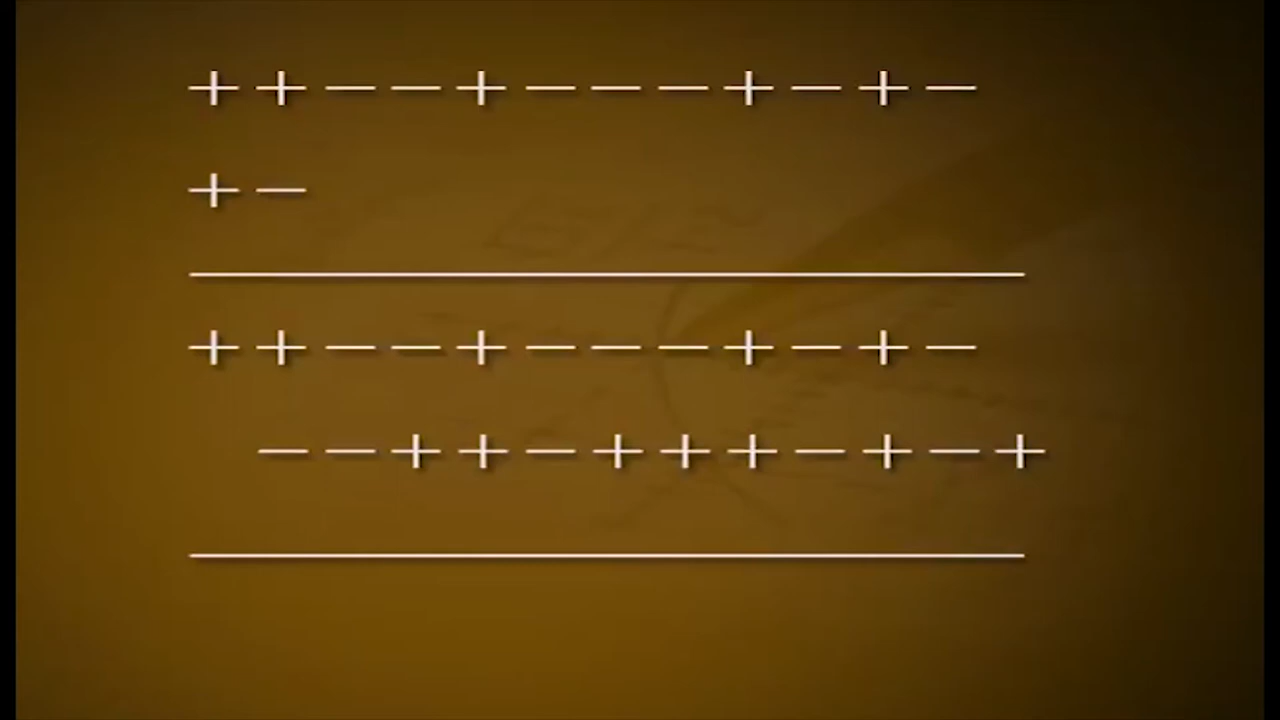 + + − − + − − − + − + −
+ −
+ + − − + − − − + − + −
− − + + − + + + − + − +